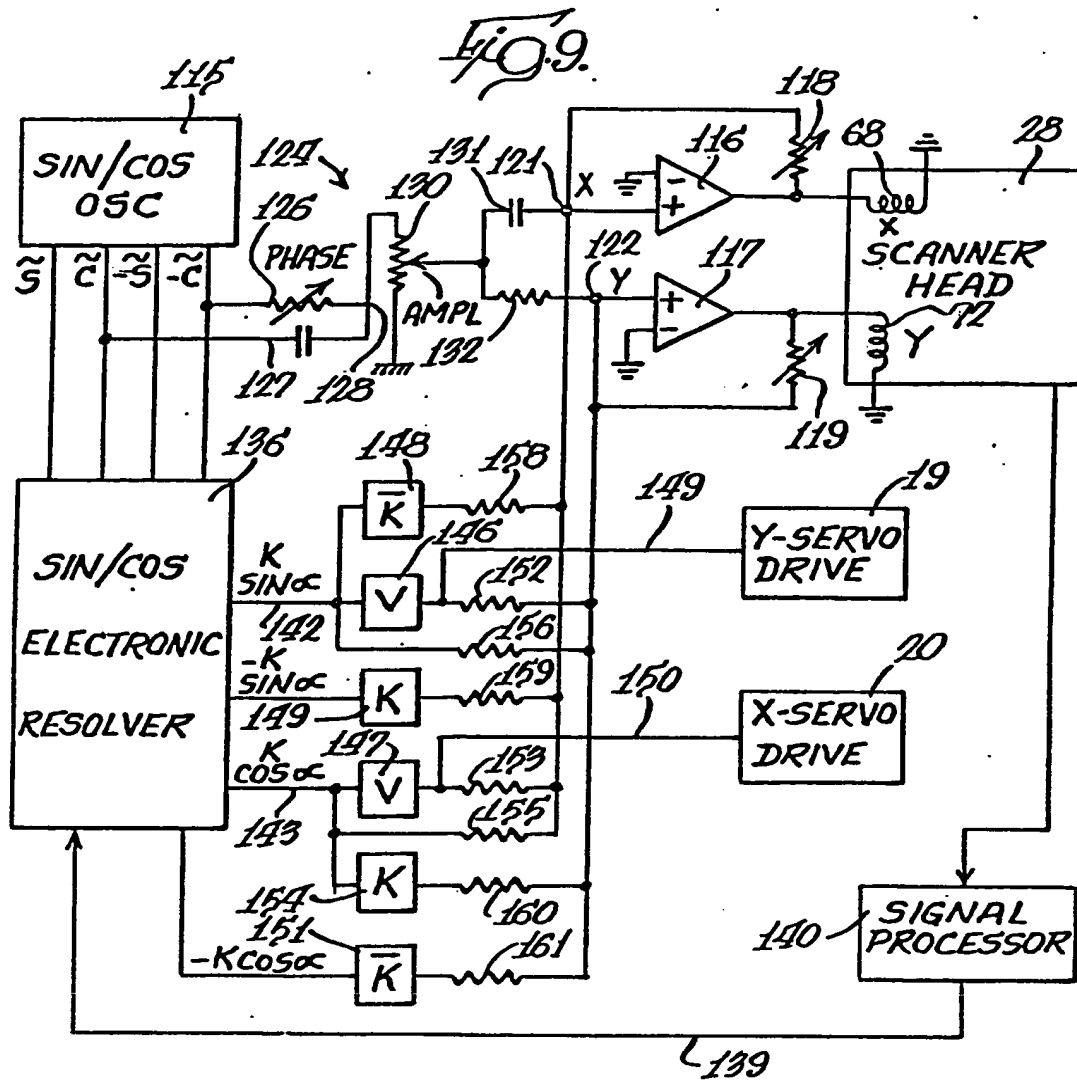 Fig. 9.
115
SIN/COS
OSC
S̃ C̃ -S̃ -C̃
124
126
PHASE
127
128
130
AMPL
131
132
121
X
122
Y
-
+
116
+
-
117
118
119
68
X
28
SCANNER
HEAD
72
Y
136
SIN/COS
ELECTRONIC
RESOLVER
K
SIN∝
142
-K
SIN∝
149
K
COS∝
143
-K COS∝
148
K̅
158
146
V
152
156
K
159
147
V
153
155
154
K
160
151
K̅
161
149
19
Y-SERVO
DRIVE
150
20
X-SERVO
DRIVE
140
SIGNAL
PROCESSOR
139